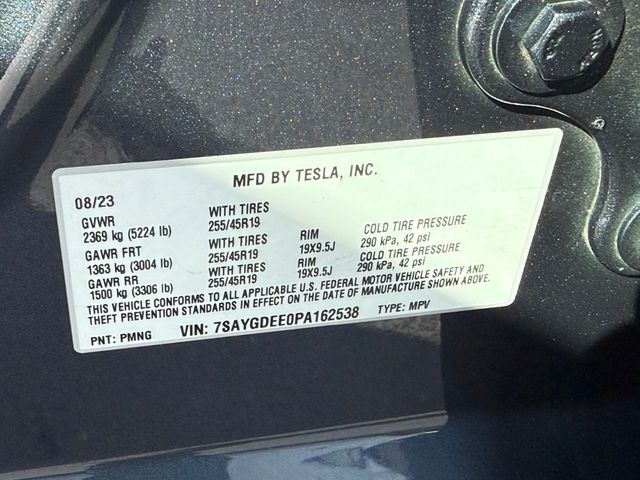 MFD BY TESLA, INC.
08/23
GVWR WITH TIRES
2369 kg (5224 lb) 255/45R19 RIM COLD TIRE PRESSURE
GAWR FRT WITH TIRES 19X9.5J 290 kPa, 42 psi
1363 kg (3004 lb) 255/45R19 RIM COLD TIRE PRESSURE
GAWR RR WITH TIRES 19X9.5J 290 kPa, 42 psi
1500 kg (3306 lb) 255/45R19
THIS VEHICLE CONFORMS TO ALL APPLICABLE U.S. FEDERAL MOTOR VEHICLE SAFETY AND
THEFT PREVENTION STANDARDS IN EFFECT ON THE DATE OF MANUFACTURE SHOWN ABOVE.
PNT: PMNG VIN: 7SAYGDEE0PA162538 TYPE: MPV